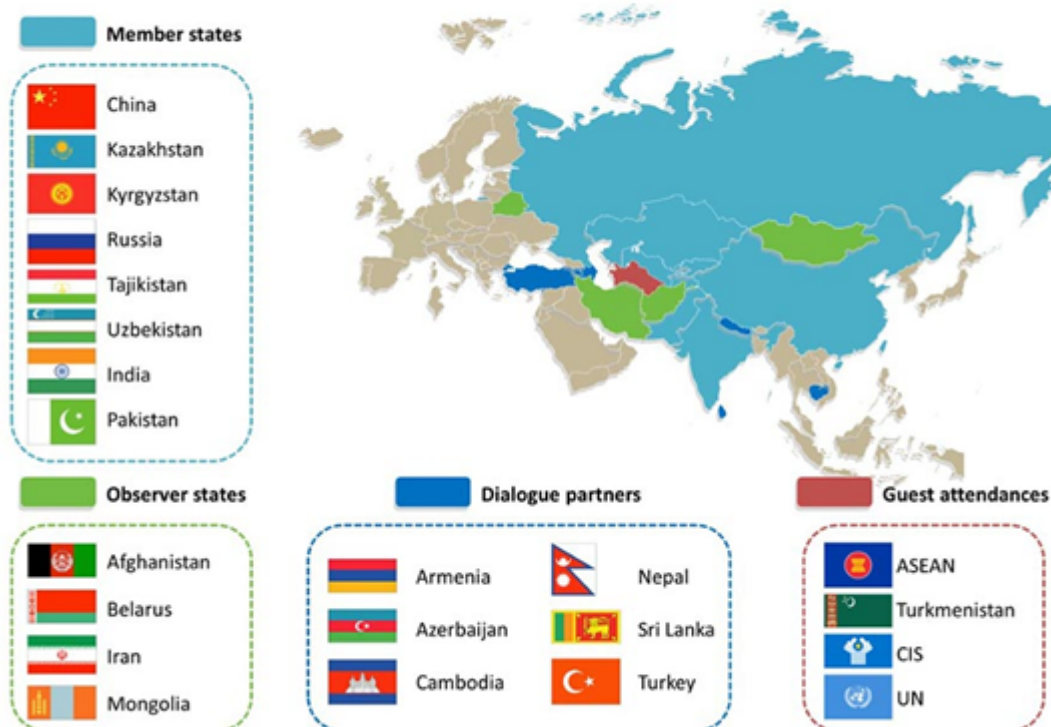 Member states
China
Kazakhstan
Kyrgyzstan
Russia
Tajikistan
Uzbekistan
India
Pakistan
Observer states
Afghanistan
Belarus
Iran
Mongolia
Dialogue partners
Armenia
Azerbaijan
Cambodia
Nepal
Sri Lanka
Turkey
Guest attendances
ASEAN
Turkmenistan
CIS
UN